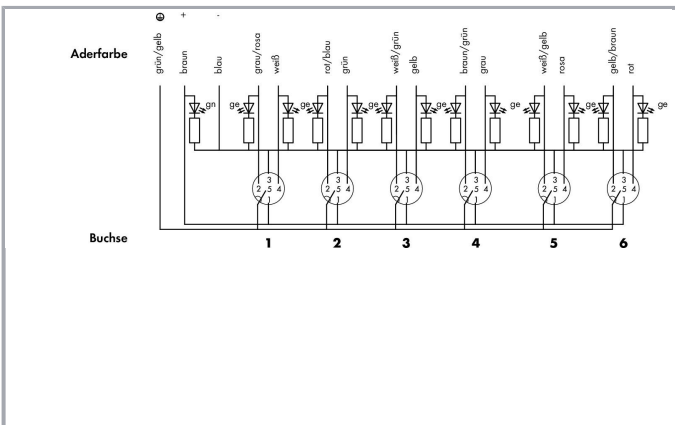 + -
Aderfarbe grün/gelb braun blau grau/rosa weiß rot/blau grün weiß/grün gelb braun/grün grau weiß/gelb rosa gelb/braun rot
gn ge ge ge ge ge ge ge ge ge ge ge ge
3 3 3 3 3 3
2 5 4 2 5 4 2 5 4 2 5 4 2 5 4 2 5 4
1 1 1 1 1 1
Buchse 1 2 3 4 5 6